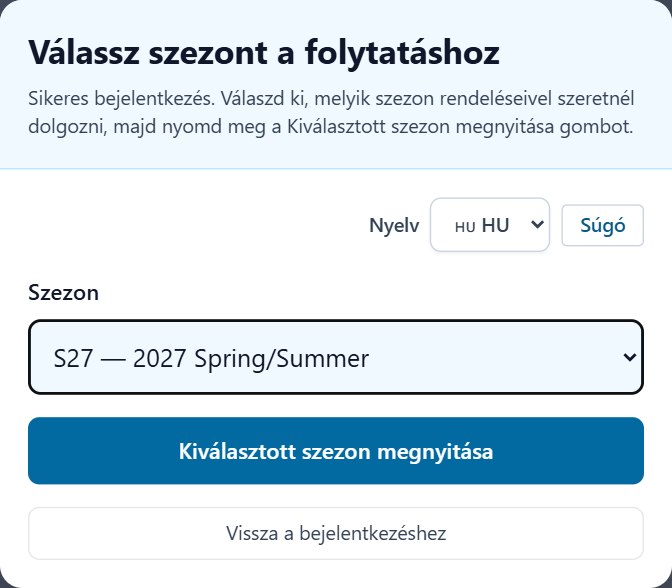 Válassz szezont a folytatáshoz
Sikeres bejelentkezés. Válaszd ki, melyik szezon rendeléseivel szeretnél
dolgozni, majd nyomd meg a Kiválasztott szezon megnyitása gombot.
Nyelv HU HU Súgó
Szezon
S27 — 2027 Spring/Summer
Kiválasztott szezon megnyitása
Vissza a bejelentkezéshez